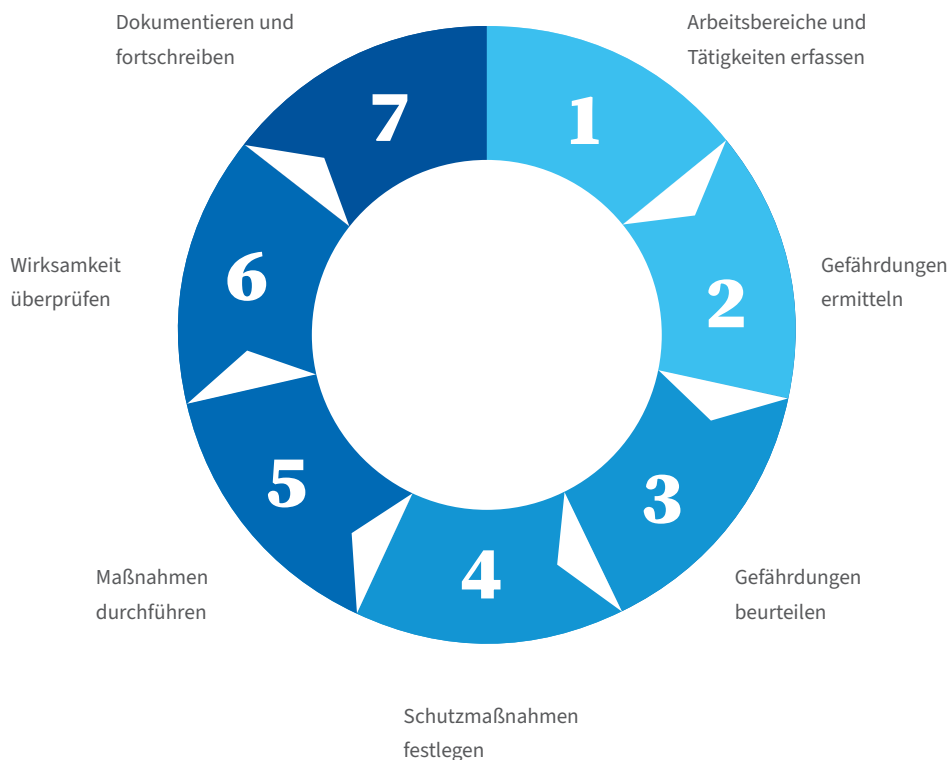 Dokumentieren und
fortschreiben
Arbeitsbereiche und
Tätigkeiten erfassen
7
1
Wirksamkeit
überprüfen
6
2
Gefährdungen
ermitteln
5
3
Maßnahmen
durchführen
4
Gefährdungen
beurteilen
Schutzmaßnahmen
festlegen